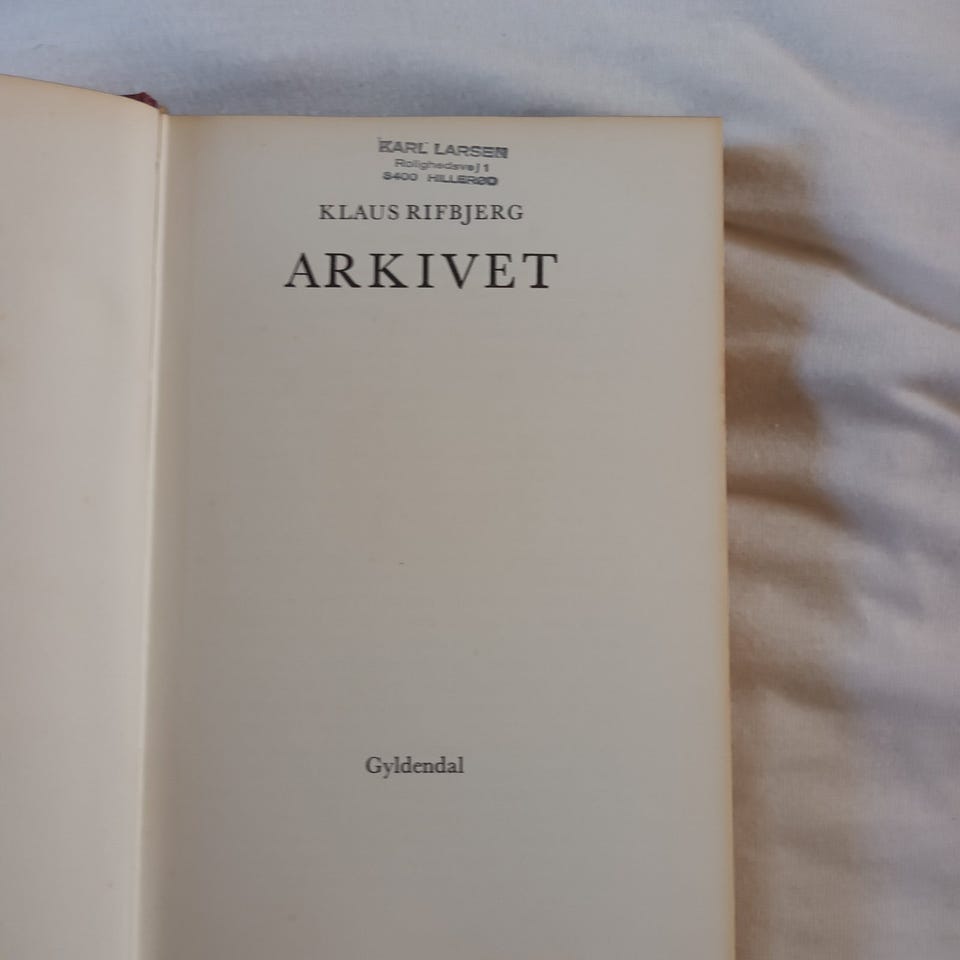 KARL LARSEN
Rolighedsvej 1
3400 HILLERØD
KLAUS RIFBJERG
ARKIVET
Gyldendal